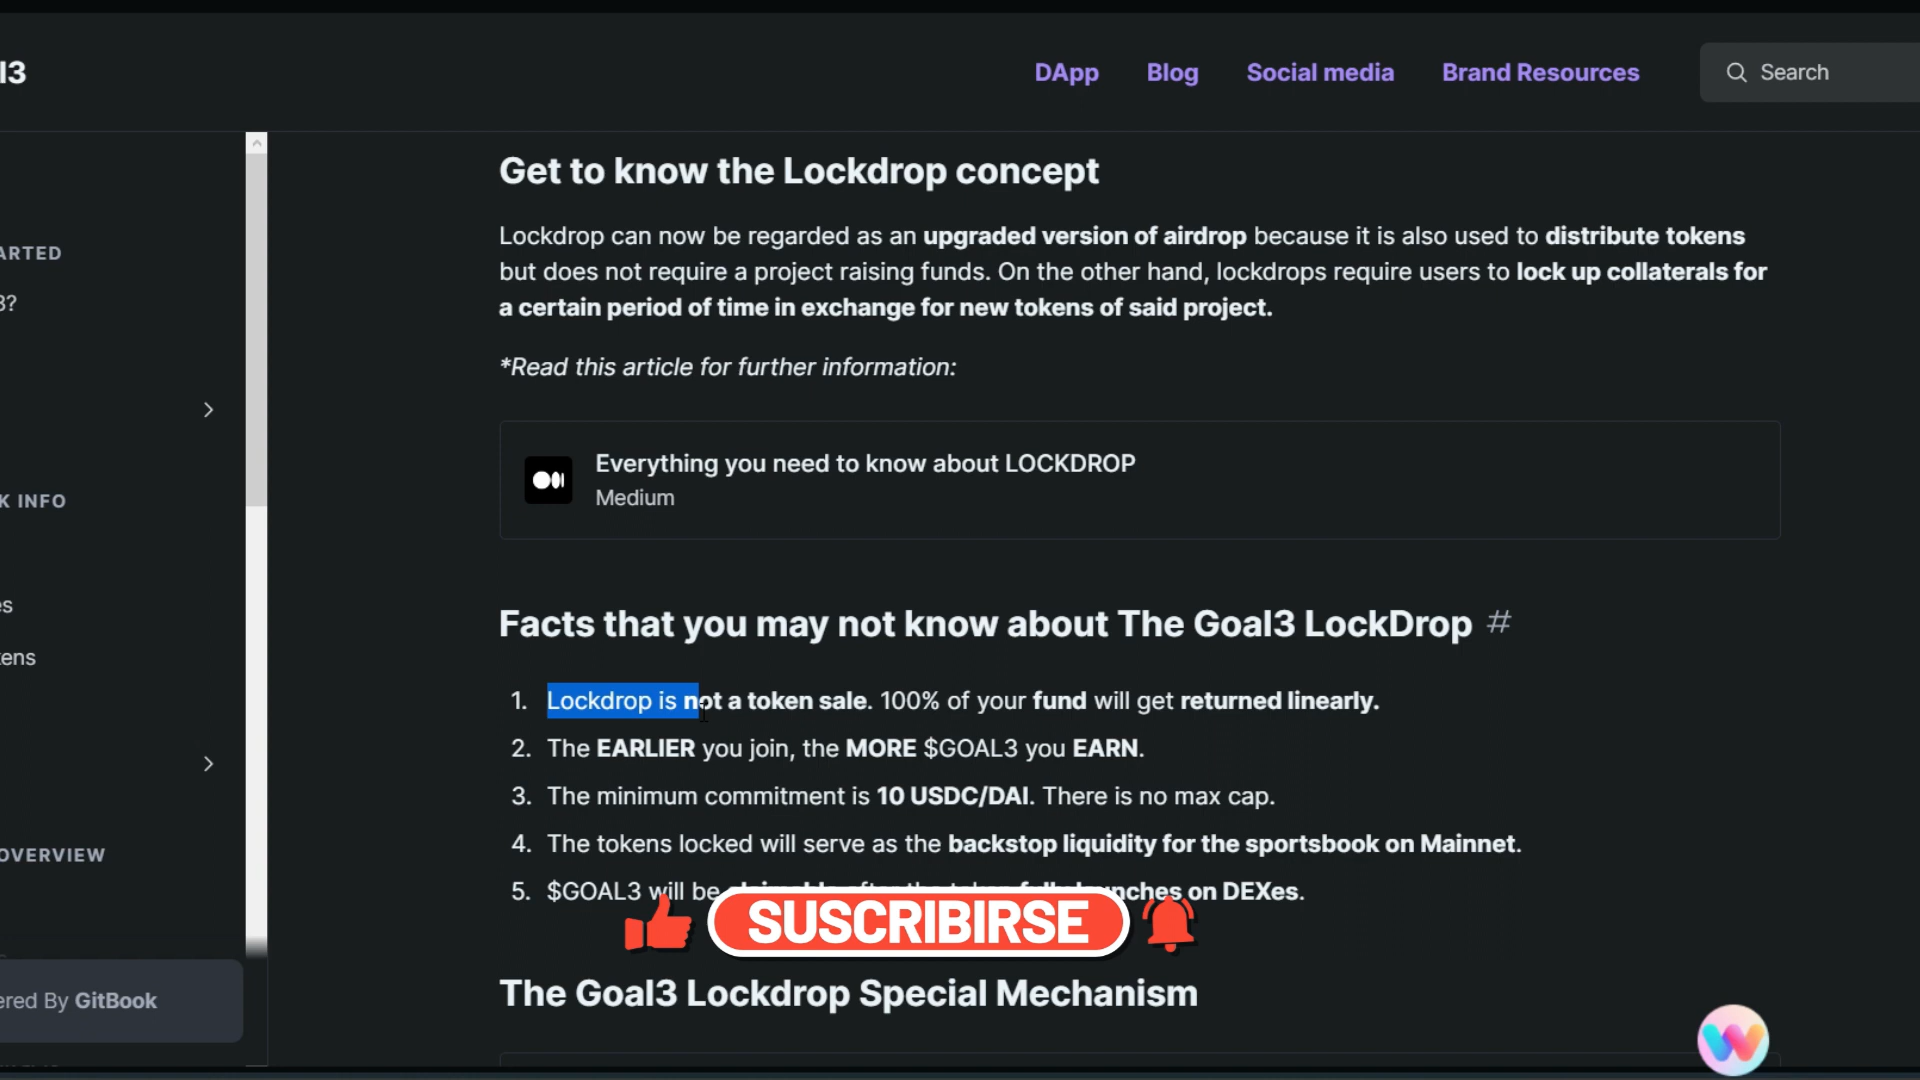 l3
DApp
Blog
Social media
Brand Resources
Search
ARTED
3?
K INFO
es
kens
OVERVIEW
ered By GitBook
Get to know the Lockdrop concept
Lockdrop can now be regarded as an upgraded version of airdrop because it is also used to distribute tokens
but does not require a project raising funds. On the other hand, lockdrops require users to lock up collaterals for
a certain period of time in exchange for new tokens of said project.
*Read this article for further information:
Everything you need to know about LOCKDROP
Medium
Facts that you may not know about The Goal3 LockDrop #
1. Lockdrop is not a token sale. 100% of your fund will get returned linearly.
2. The EARLIER you join, the MORE $GOAL3 you EARN.
3. The minimum commitment is 10 USDC/DAI. There is no max cap.
4. The tokens locked will serve as the backstop liquidity for the sportsbook on Mainnet.
5. $GOAL3 will be claimable after the token fully launches on DEXes.
SUSCRIBIRSE
The Goal3 Lockdrop Special Mechanism